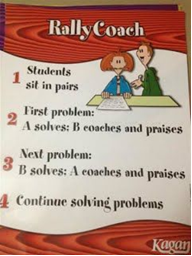 RallyCoach
1 Students
sit in pairs
2 First problem:
A solves: B coaches and praises
3 Next problem:
B solves: A coaches and praises
4 Continue solving problems
Kagan